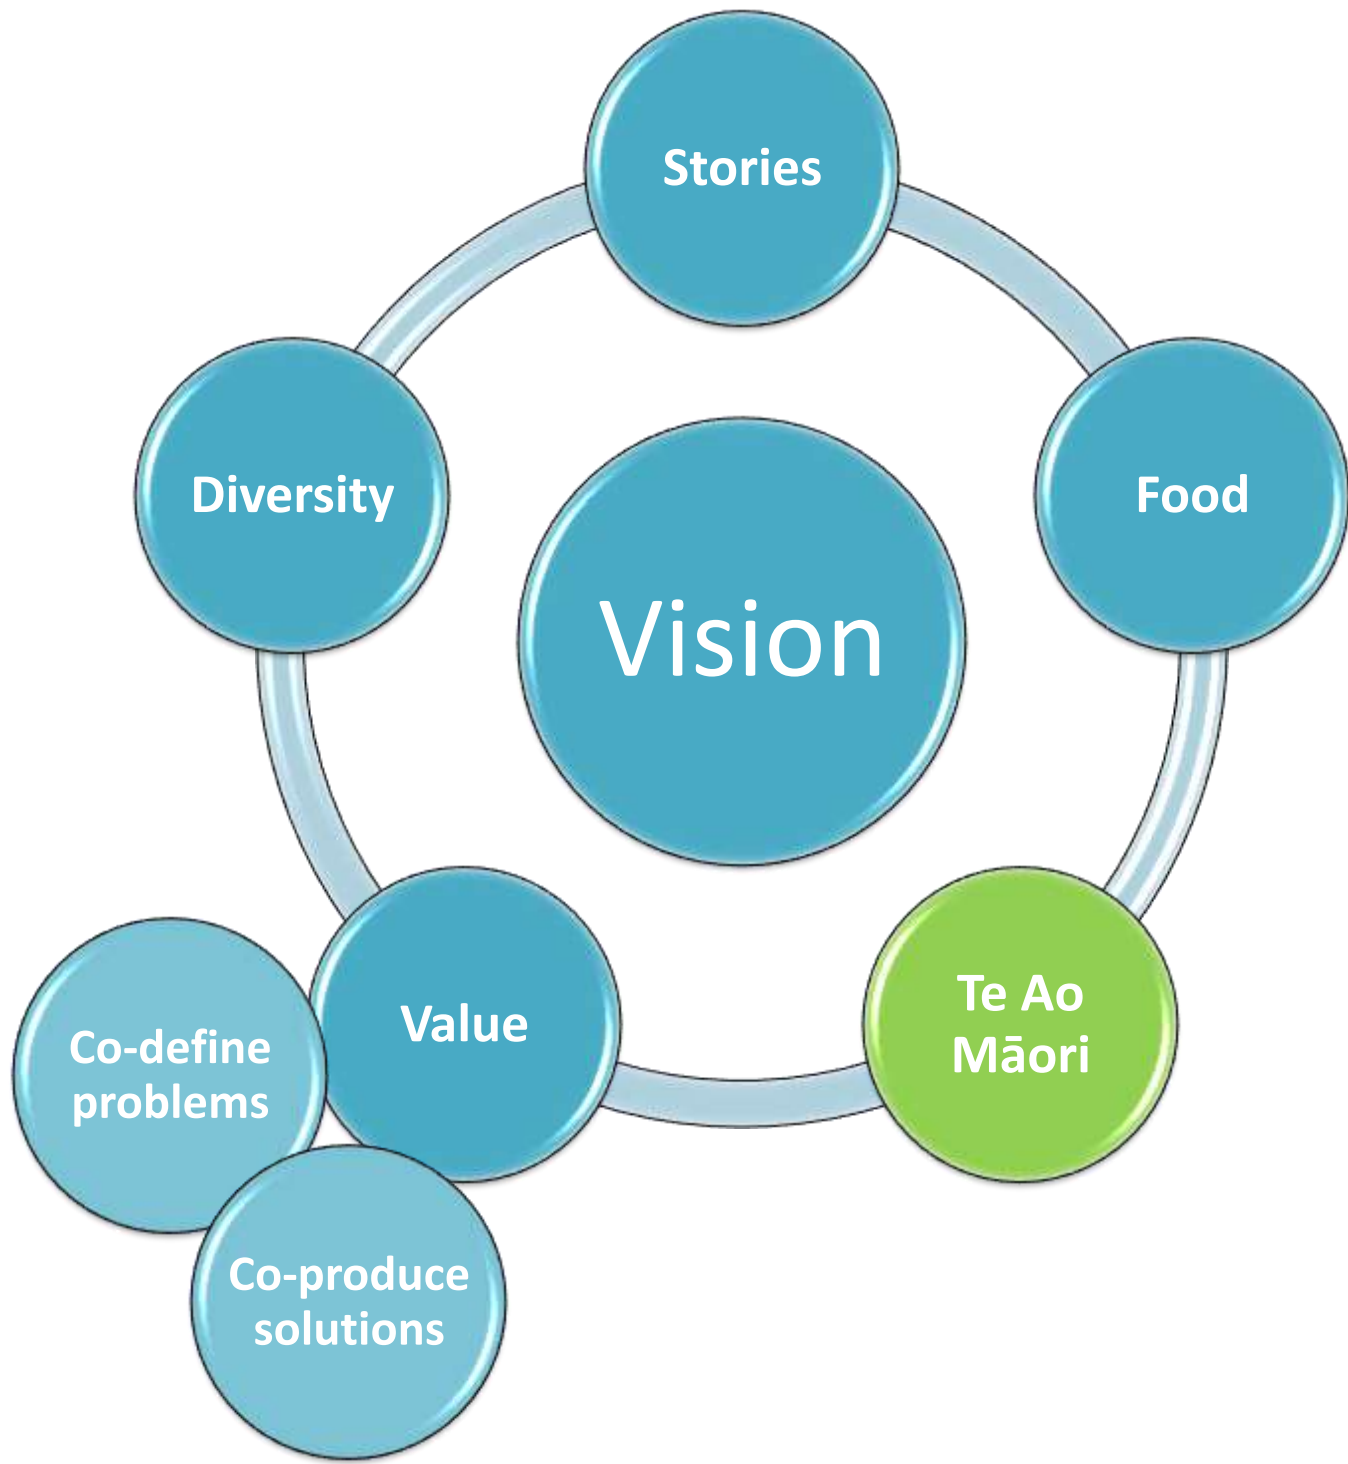 Stories
Diversity
Food
Vision
Te Ao
Māori
Value
Co-define
problems
Co-produce
solutions